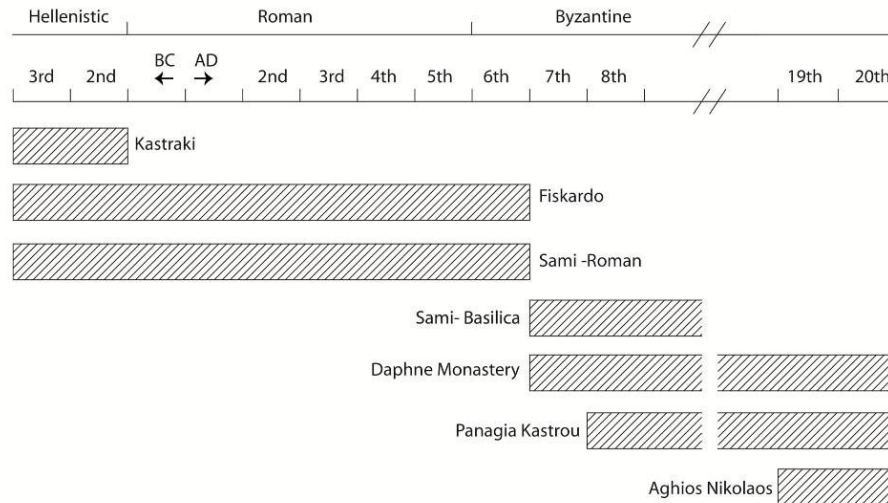 Hellenistic Roman Byzantine
BC AD
3rd 2nd 2nd 3rd 4th 5th 6th 7th 8th 19th 20th
Kastraki
Fiskardo
Sami -Roman
Sami- Basilica
Daphne Monastery
Panagia Kastrou
Aghios Nikolaos